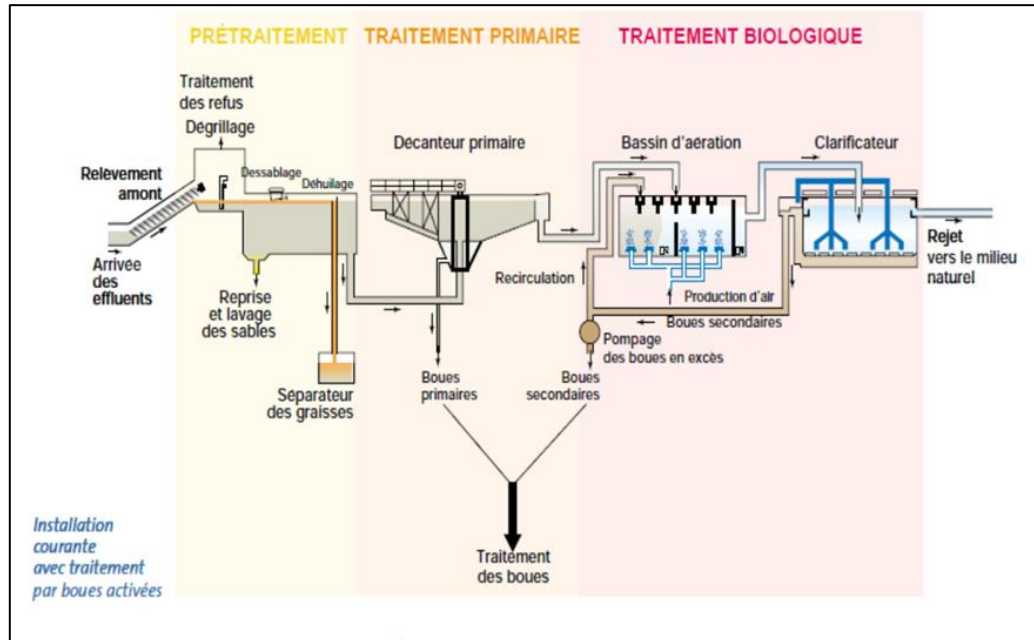 PRÉTRAITEMENT
TRAITEMENT PRIMAIRE
TRAITEMENT BIOLOGIQUE
Traitement
des refus
Dégrillage
Relèvement
amont
Dessablage
Déhuilage
Arrivée
des
effluents
Reprise
et lavage
des sables
Séparateur
des graisses
Décanteur primaire
Boues
primaires
Bassin d'aération
Clarificateur
Recirculation
Production d'air
Boues secondaires
Pompage
des boues en excès
Boues
secondaires
Rejet
vers le milieu
naturel
Traitement
des boues
Installation
courante
avec traitement
par boues activées